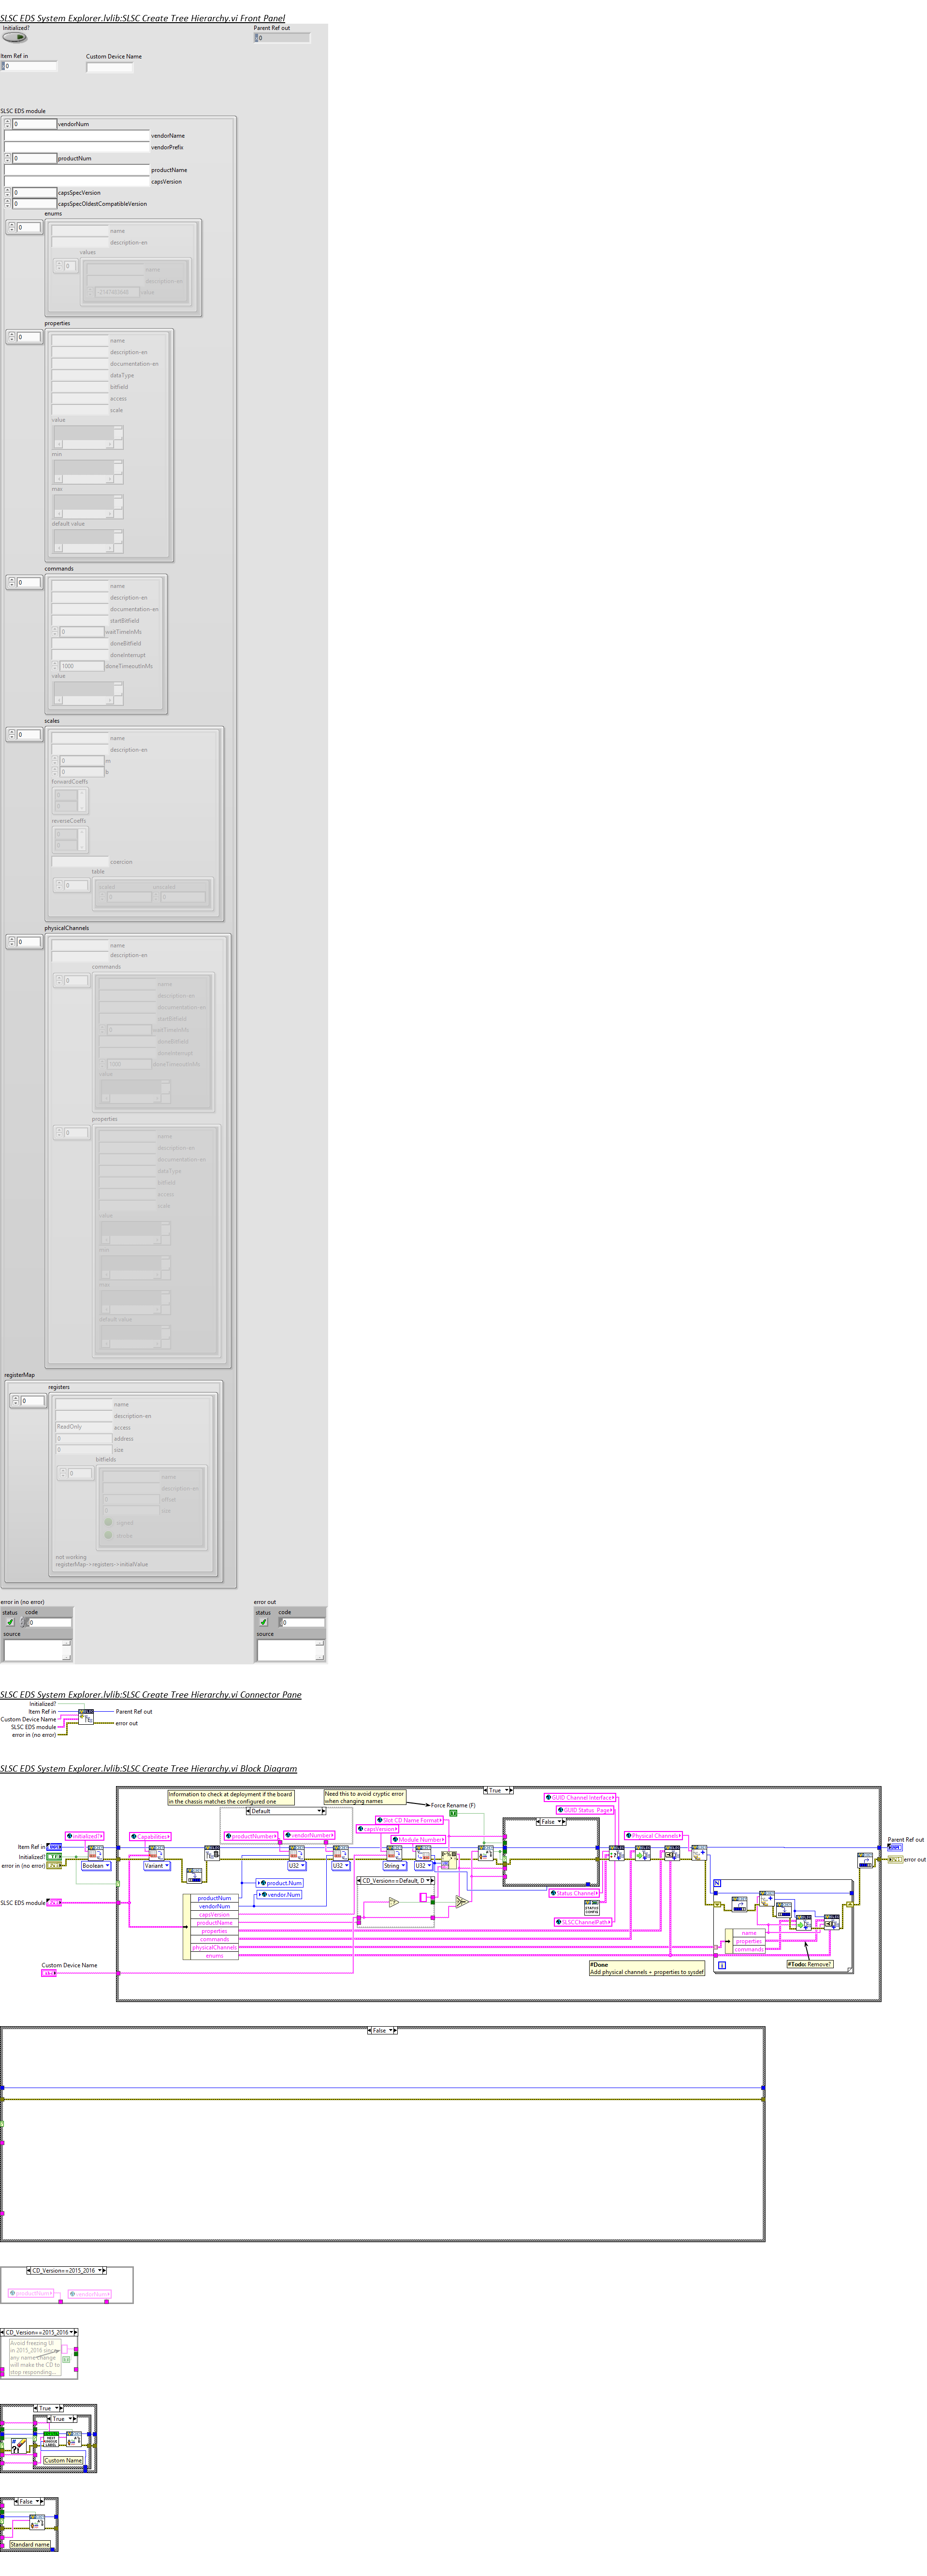 SLSC EDS System Explorer.lvlib:SLSC Create Tree Hierarchy.vi Front Panel
Initialized?
Parent Ref out
0
Item Ref in
Custom Device Name
0
SLSC EDS module
0 vendorNum
vendorName
vendorPrefix
0 productNum
productName
capsVersion
0 capsSpecVersion
0 capsSpecOldestCompatibleVersion
enums
0
name
description-en
values
0
name
description-en
value
properties
0
name
description-en
documentation-en
dataType
bitfield
access
scale
value
min
max
default value
commands
0
name
description-en
documentation-en
startBitfield
0 waitTimeInMs
doneBitfield
doneInterrupt
1000 doneTimeoutInMs
value
scales
0
name
description-en
0 m
0 b
forwardCoeffs
0
0
reverseCoeffs
0
0
coercion
table
0
scaled unscaled
0 0
physicalChannels
0
name
description-en
commands
0
name
description-en
documentation-en
startBitfield
0 waitTimeInMs
doneBitfield
doneInterrupt
1000 doneTimeoutInMs
value
properties
0
name
description-en
documentation-en
dataType
bitfield
access
scale
value
min
max
default value
registerMap
registers
0
name
description-en
ReadOnly access
0 address
0 size
bitfields
0
name
description-en
0 offset
0 size
signed
not working
registerMap->registers->initialValue
error in (no error)
error out
status code
0
source
status code
0
source
SLSC EDS System Explorer.lvlib:SLSC Create Tree Hierarchy.vi Connector Pane
Initialized?
Item Ref in
Parent Ref out
Custom Device Name
SLSC EDS module
error out
error in (no error)
SLSC EDS System Explorer.lvlib:SLSC Create Tree Hierarchy.vi Block Diagram
True
Information to check at deployment if the board
in the chassis matches the configured one
Need this to avoid cryptic error
when changing names
Force Rename (F)
GUID Channel Interface
GUID Status Page
Default
Slot CD Name Format
False
initialized?
Capabilities
productNumber
vendorNumber
capsVersion
Module Number
Physical Channels
Parent Ref out
Item Ref in
Initialized?
error in (no error)
error out
Boolean
Variant
U32
U32
String
U32
product.Num
vendor.Num
CD_Version==Default, D
Status Channel
STATUS
CONFIG
SLSCChannelPath
SLSC EDS module
productNum
vendorNum
capsVersion
productName
properties
commands
physicalChannels
enums
N
name
properties
commands
i
#Todo: Remove?
#Done
Add physical channels + properties to sysdef
Custom Device Name
abc
False
CD_Version==2015_2016
productNum
vendorNum
CD_Version==2015_2016
Avoid freezing UI
in 2015_2016 since
any name change
will make the CD to
stop responding...
True
True
Custom Name
False
Standard name